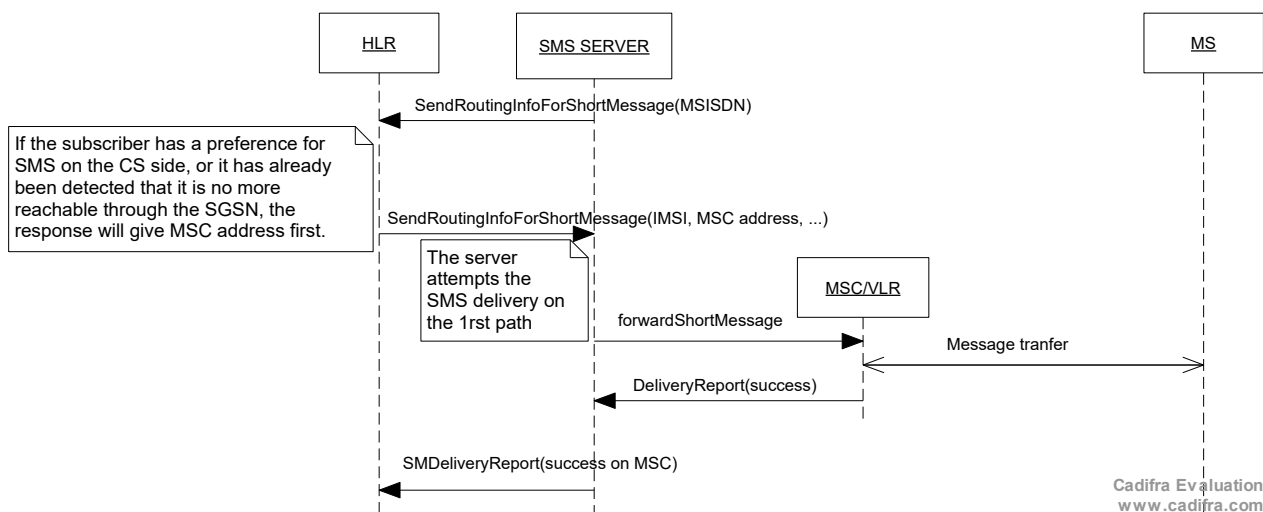 HLR
SMS SERVER
MS
SendRoutingInfoForShortMessage(MSISDN)
If the subscriber has a preference for
SMS on the CS side, or it has already
been detected that it is no more
reachable through the SGSN, the
response will give MSC address first.
SendRoutingInfoForShortMessage(IMSI, MSC address, ...)
The server
attempts the
SMS delivery on
the 1rst path
MSC/VLR
forwardShortMessage
Message tranfer
DeliveryReport(success)
SMDeliveryReport(success on MSC)
Cadifra Evaluation
www.cadifra.com